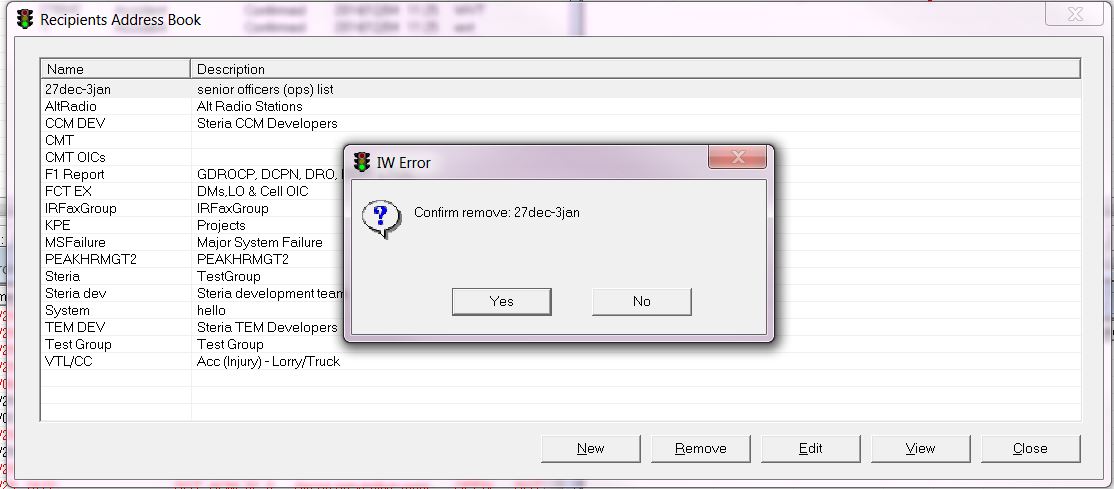 Recipients Address Book
Name Description
27dec-3jan senior officers (ops) list
AltRadio Alt Radio Stations
CCM DEV Steria CCM Developers
CMT
CMT OICs
F1 Report GDROCP, DCPN, DRO,
FCT EX DMs,LO & Cell OIC
IRFaxGroup IRFaxGroup
KPE Projects
MSFailure Major System Failure
PEAKHRMGT2 PEAKHRMGT2
Steria TestGroup
Steria dev Steria development team
System hello
TEM DEV Steria TEM Developers
Test Group Test Group
VTL/CC Acc (Injury) - Lorry/Truck
IW Error
Confirm remove: 27dec-3jan
Yes No
New Remove Edit View Close